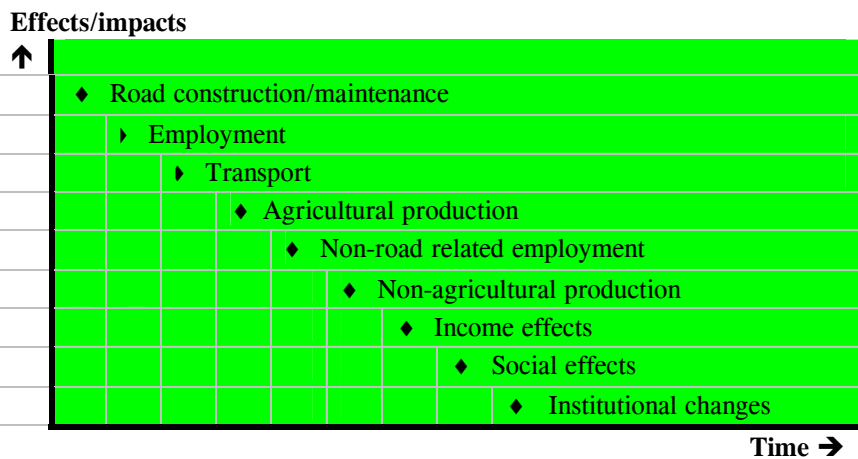 Effects/impacts
↑
♦ Road construction/maintenance
♦ Employment
♦ Transport
♦ Agricultural production
♦ Non-road related employment
♦ Non-agricultural production
♦ Income effects
♦ Social effects
♦ Institutional changes
Time →